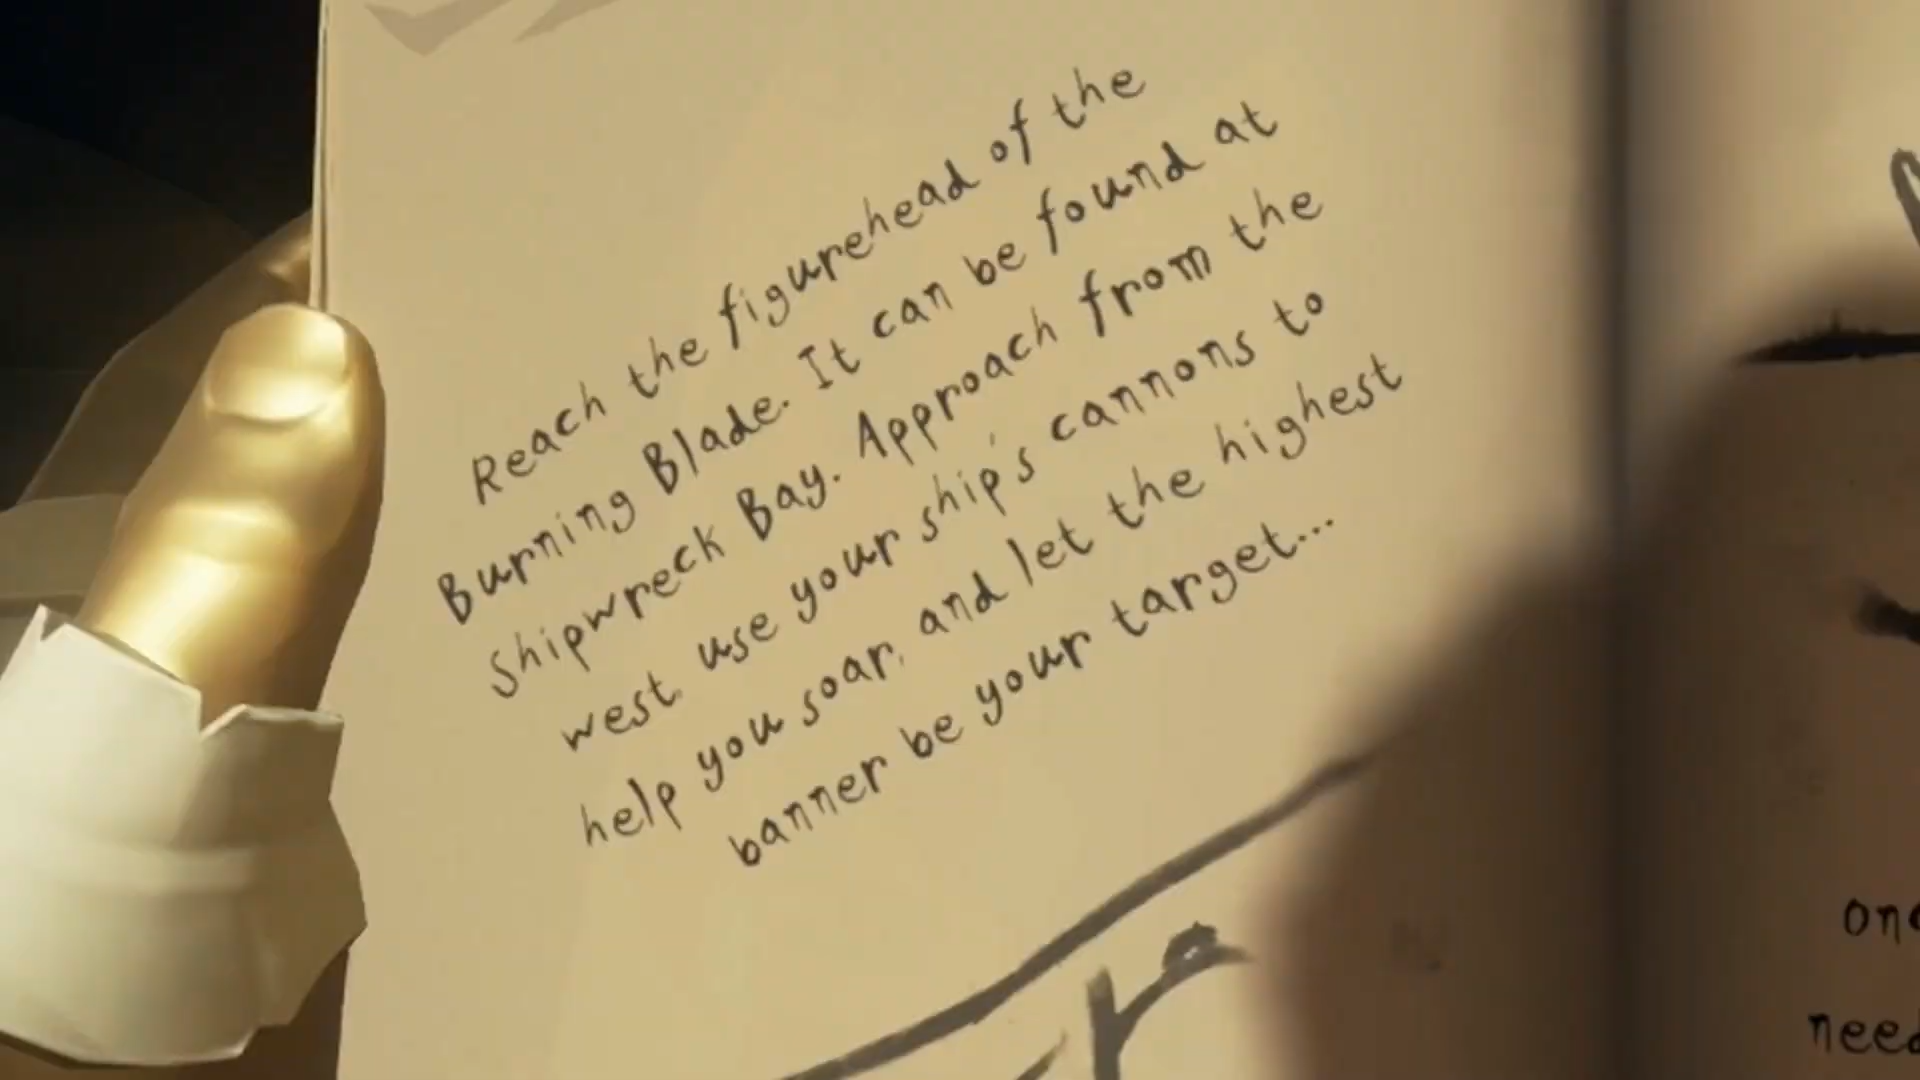 Reach the figurehead of the
Burning Blade. It can be found at
Shipwreck Bay. Approach from the
west, use your ship's cannons to
help you soar, and let the highest
banner be your target...